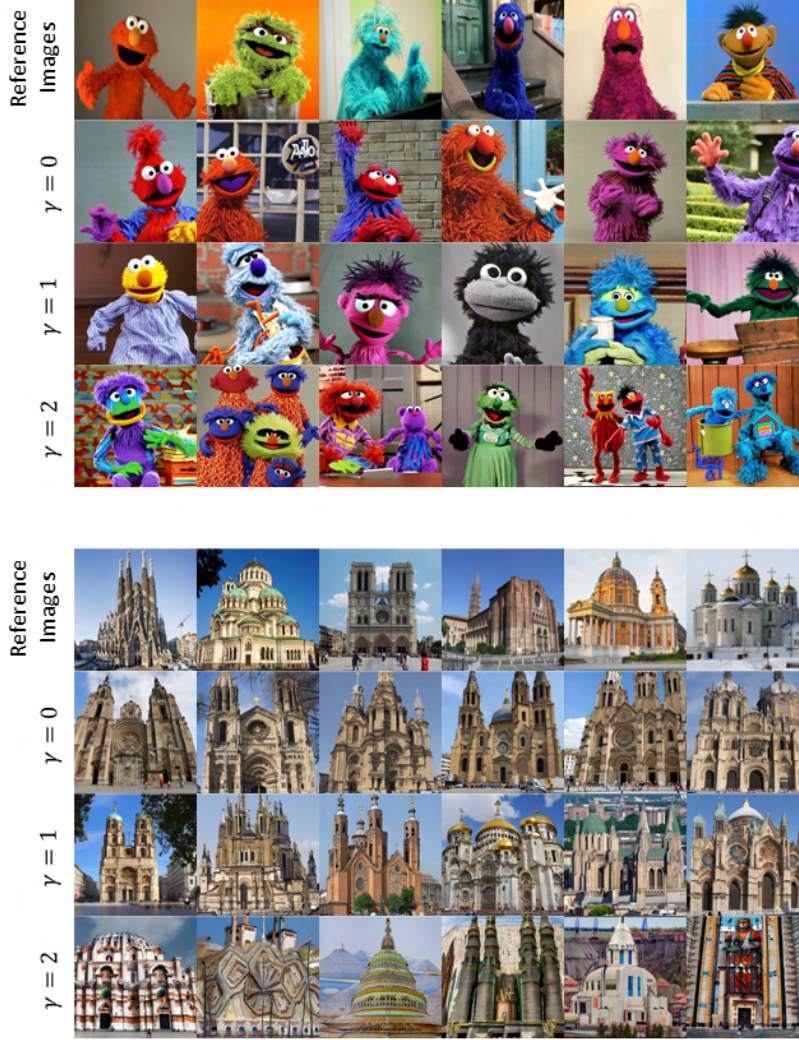 Reference
Images
γ = 0
γ = 1
γ = 2
Reference
Images
γ = 0
γ = 1
γ = 2